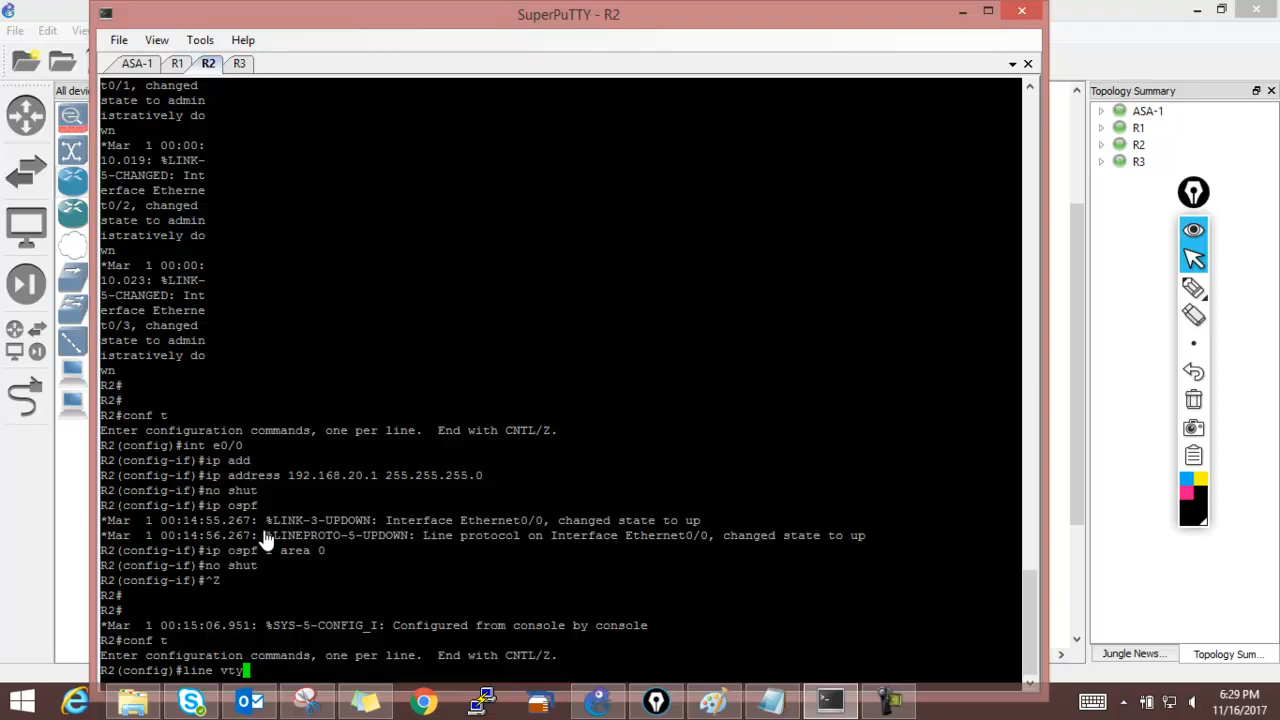 SuperPuTTY - R2
File Edit
File View Tools Help
ASA-1 R1 R2 R3
All devi
t0/1, changed
state to admin
istratively do
wn
*Mar 1 00:00:
10.019: %LINK-
5-CHANGED: Int
erface Etherne
t0/2, changed
state to admin
istratively do
wn
*Mar 1 00:00:
10.023: %LINK-
5-CHANGED: Int
erface Etherne
t0/3, changed
state to admin
istratively do
wn
R2#
R2#
R2#conf t
Enter configuration commands, one per line. End with CNTL/Z.
R2(config)#int e0/0
R2(config-if)#ip add
R2(config-if)#ip address 192.168.20.1 255.255.255.0
R2(config-if)#no shut
R2(config-if)#ip ospf
*Mar 1 00:14:55.267: %LINK-3-UPDOWN: Interface Ethernet0/0, changed state to up
*Mar 1 00:14:56.267: %LINEPROTO-5-UPDOWN: Line protocol on Interface Ethernet0/0, changed state to up
R2(config-if)#ip ospf 1 area 0
R2(config-if)#no shut
R2(config-if)#^Z
R2#
R2#
*Mar 1 00:15:06.951: %SYS-5-CONFIG_I: Configured from console by console
R2#conf t
Enter configuration commands, one per line. End with CNTL/Z.
R2(config)#line vty
Topology Summary
ASA-1
R1
R2
R3
Jungle News... Topology Sum...
6:29 PM
11/16/2017